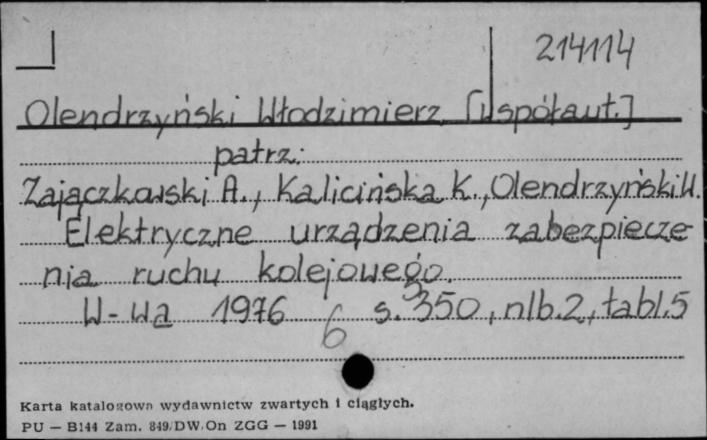 214114
Olendrzyński Włodzimierz [Współaut.]
patrz:
Zajączkowski A., Kalicińska K., Olendrzyński W.
Elektryczne urządzenia zabezpiecze
nia ruchu kolejowego.
W-wa 1976 s. 350, nlb. 2, tabl. 5
6
Karta katalogowa wydawnictw zwartych i ciągłych.
PU — B144 Zam. 849/DW/On ZGG — 1991